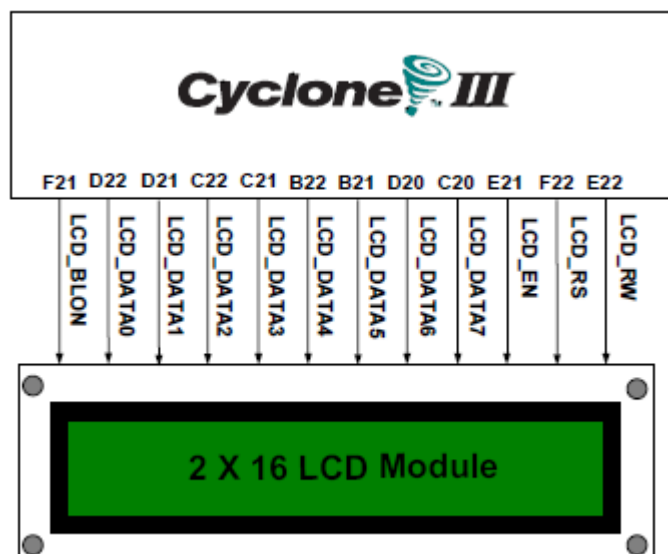 Cyclone III
F21 D22 D21 C22 C21 B22 B21 D20 C20 E21 F22 E22
LCD_BLON
LCD_DATA0
LCD_DATA1
LCD_DATA2
LCD_DATA3
LCD_DATA4
LCD_DATA5
LCD_DATA6
LCD_DATA7
LCD_EN
LCD_RS
LCD_RW
2 X 16 LCD Module